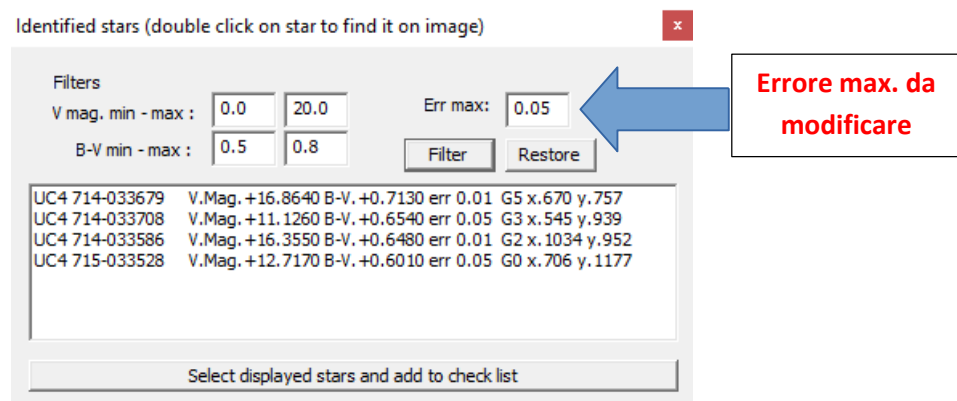 Identified stars (double click on star to find it on image)
x
Filters
V mag. min - max : 0.0 20.0 Err max: 0.05
B-V min - max : 0.5 0.8 Filter Restore
Errore max. da
modificare
UC4 714-033679 V.Mag.+16.8640 B-V.+0.7130 err 0.01 G5 x.670 y.757
UC4 714-033708 V.Mag.+11.1260 B-V.+0.6540 err 0.05 G3 x.545 y.939
UC4 714-033586 V.Mag.+16.3550 B-V.+0.6480 err 0.01 G2 x.1034 y.952
UC4 715-033528 V.Mag.+12.7170 B-V.+0.6010 err 0.05 G0 x.706 y.1177
Select displayed stars and add to check list